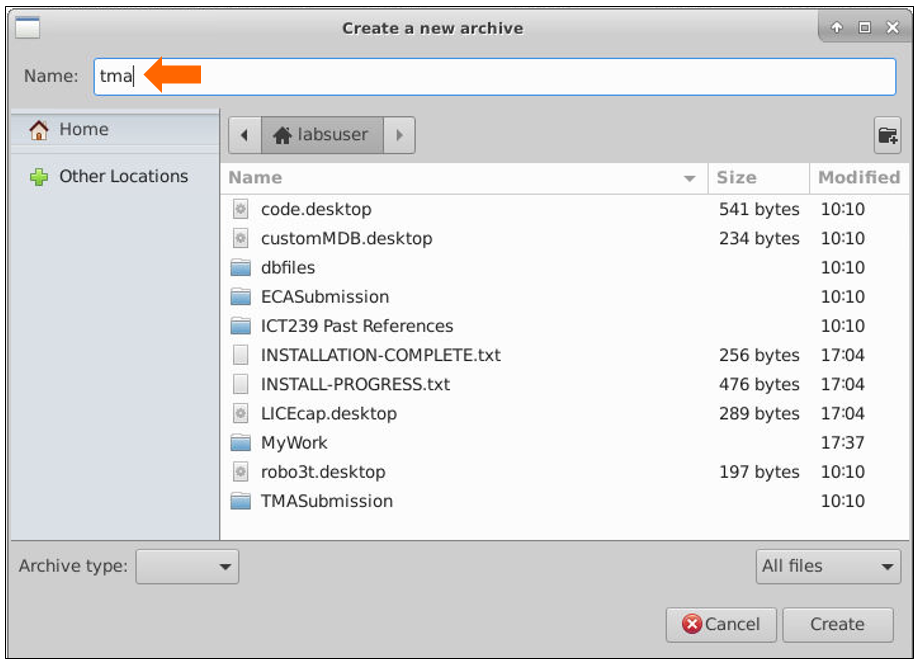 Create a new archive
Name: tma
Home
Other Locations
labsuser
Name Size Modified
code.desktop 541 bytes 10:10
customMDB.desktop 234 bytes 10:10
dbfiles 10:10
ECASubmission 10:10
ICT239 Past References 10:10
INSTALLATION-COMPLETE.txt 256 bytes 17:04
INSTALL-PROGRESS.txt 476 bytes 17:04
LICEcap.desktop 289 bytes 17:04
MyWork 17:37
robo3t.desktop 197 bytes 10:10
TMASubmission 10:10
Archive type: All files
Cancel Create